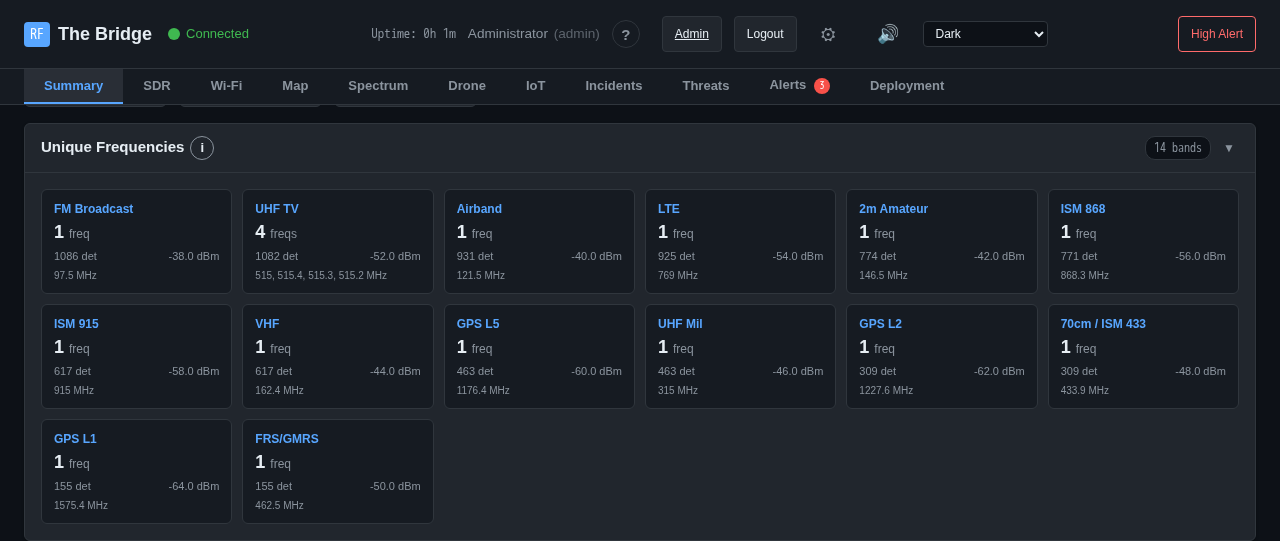 RF The Bridge Connected Uptime: 0h 1m Administrator (admin) ? Admin Logout Dark High Alert
Summary SDR Wi-Fi Map Spectrum Drone IoT Incidents Threats Alerts 3 Deployment
Unique Frequencies i 14 bands
FM Broadcast UHF TV Airband LTE 2m Amateur ISM 868
1 freq 4 freqs 1 freq 1 freq 1 freq 1 freq
1086 det -38.0 dBm 1082 det -52.0 dBm 931 det -40.0 dBm 925 det -54.0 dBm 774 det -42.0 dBm 771 det -56.0 dBm
97.5 MHz 515, 515.4, 515.3, 515.2 MHz 121.5 MHz 769 MHz 146.5 MHz 868.3 MHz
ISM 915 VHF GPS L5 UHF Mil GPS L2 70cm / ISM 433
1 freq 1 freq 1 freq 1 freq 1 freq 1 freq
617 det -58.0 dBm 617 det -44.0 dBm 463 det -60.0 dBm 463 det -46.0 dBm 309 det -62.0 dBm 309 det -48.0 dBm
915 MHz 162.4 MHz 1176.4 MHz 315 MHz 1227.6 MHz 433.9 MHz
GPS L1 FRS/GMRS
1 freq 1 freq
155 det -64.0 dBm 155 det -50.0 dBm
1575.4 MHz 462.5 MHz